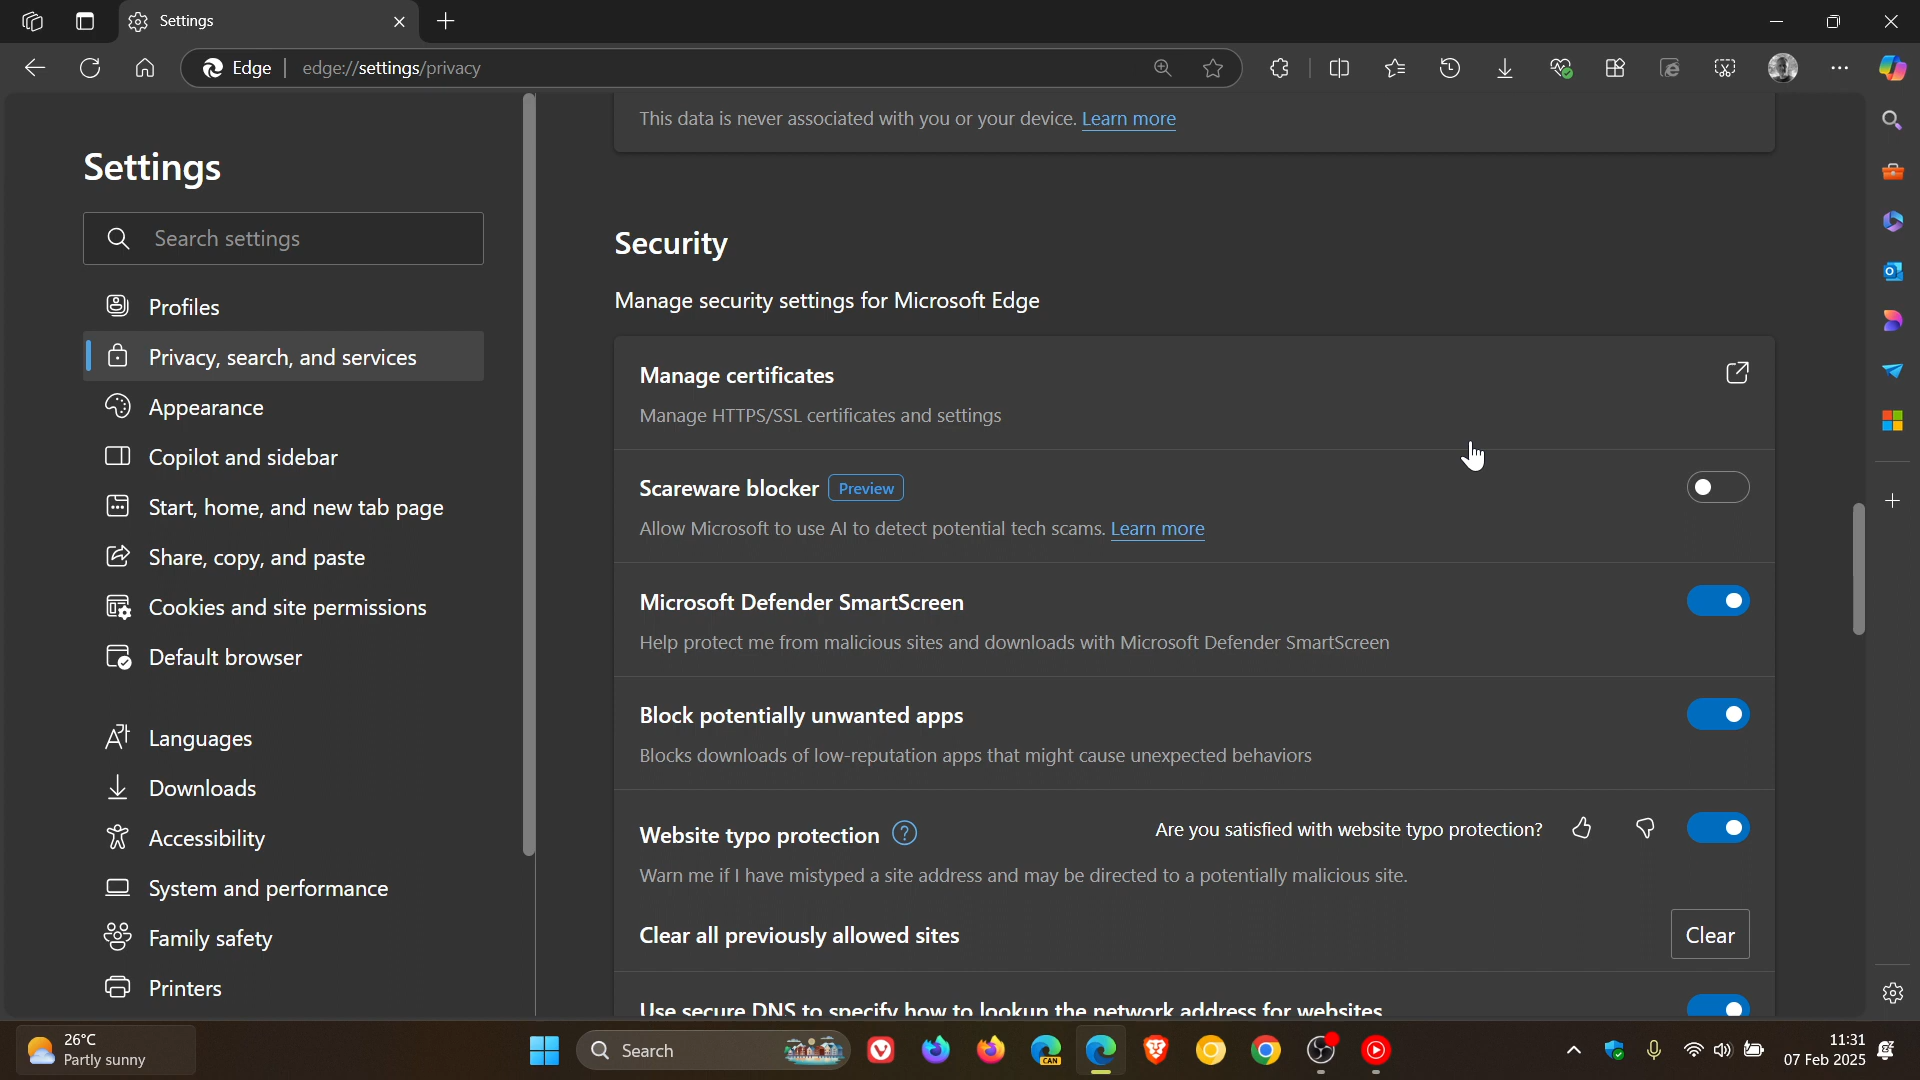 Settings
Edge
edge://settings/privacy
Settings
Search settings
Profiles
Privacy, search, and services
Appearance
Copilot and sidebar
Start, home, and new tab page
Share, copy, and paste
Cookies and site permissions
Default browser
Languages
Downloads
Accessibility
System and performance
Family safety
Printers
This data is never associated with you or your device. Learn more
Security
Manage security settings for Microsoft Edge
Manage certificates
Manage HTTPS/SSL certificates and settings
Scareware blocker Preview
Allow Microsoft to use AI to detect potential tech scams. Learn more
Microsoft Defender SmartScreen
Help protect me from malicious sites and downloads with Microsoft Defender SmartScreen
Block potentially unwanted apps
Blocks downloads of low-reputation apps that might cause unexpected behaviors
Website typo protection Are you satisfied with website typo protection?
Warn me if I have mistyped a site address and may be directed to a potentially malicious site.
Clear all previously allowed sites Clear
Use secure DNS to specify how to lookup the network address for websites
26°C
Partly sunny
Search
CAN
11:31
07 Feb 2025